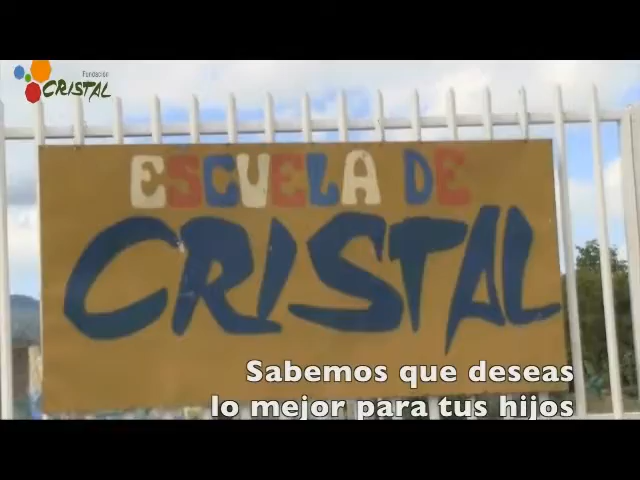 Fundación
CRISTAL
ESCUELA DE
CRISTAL
Sabemos que deseas
lo mejor para tus hijos